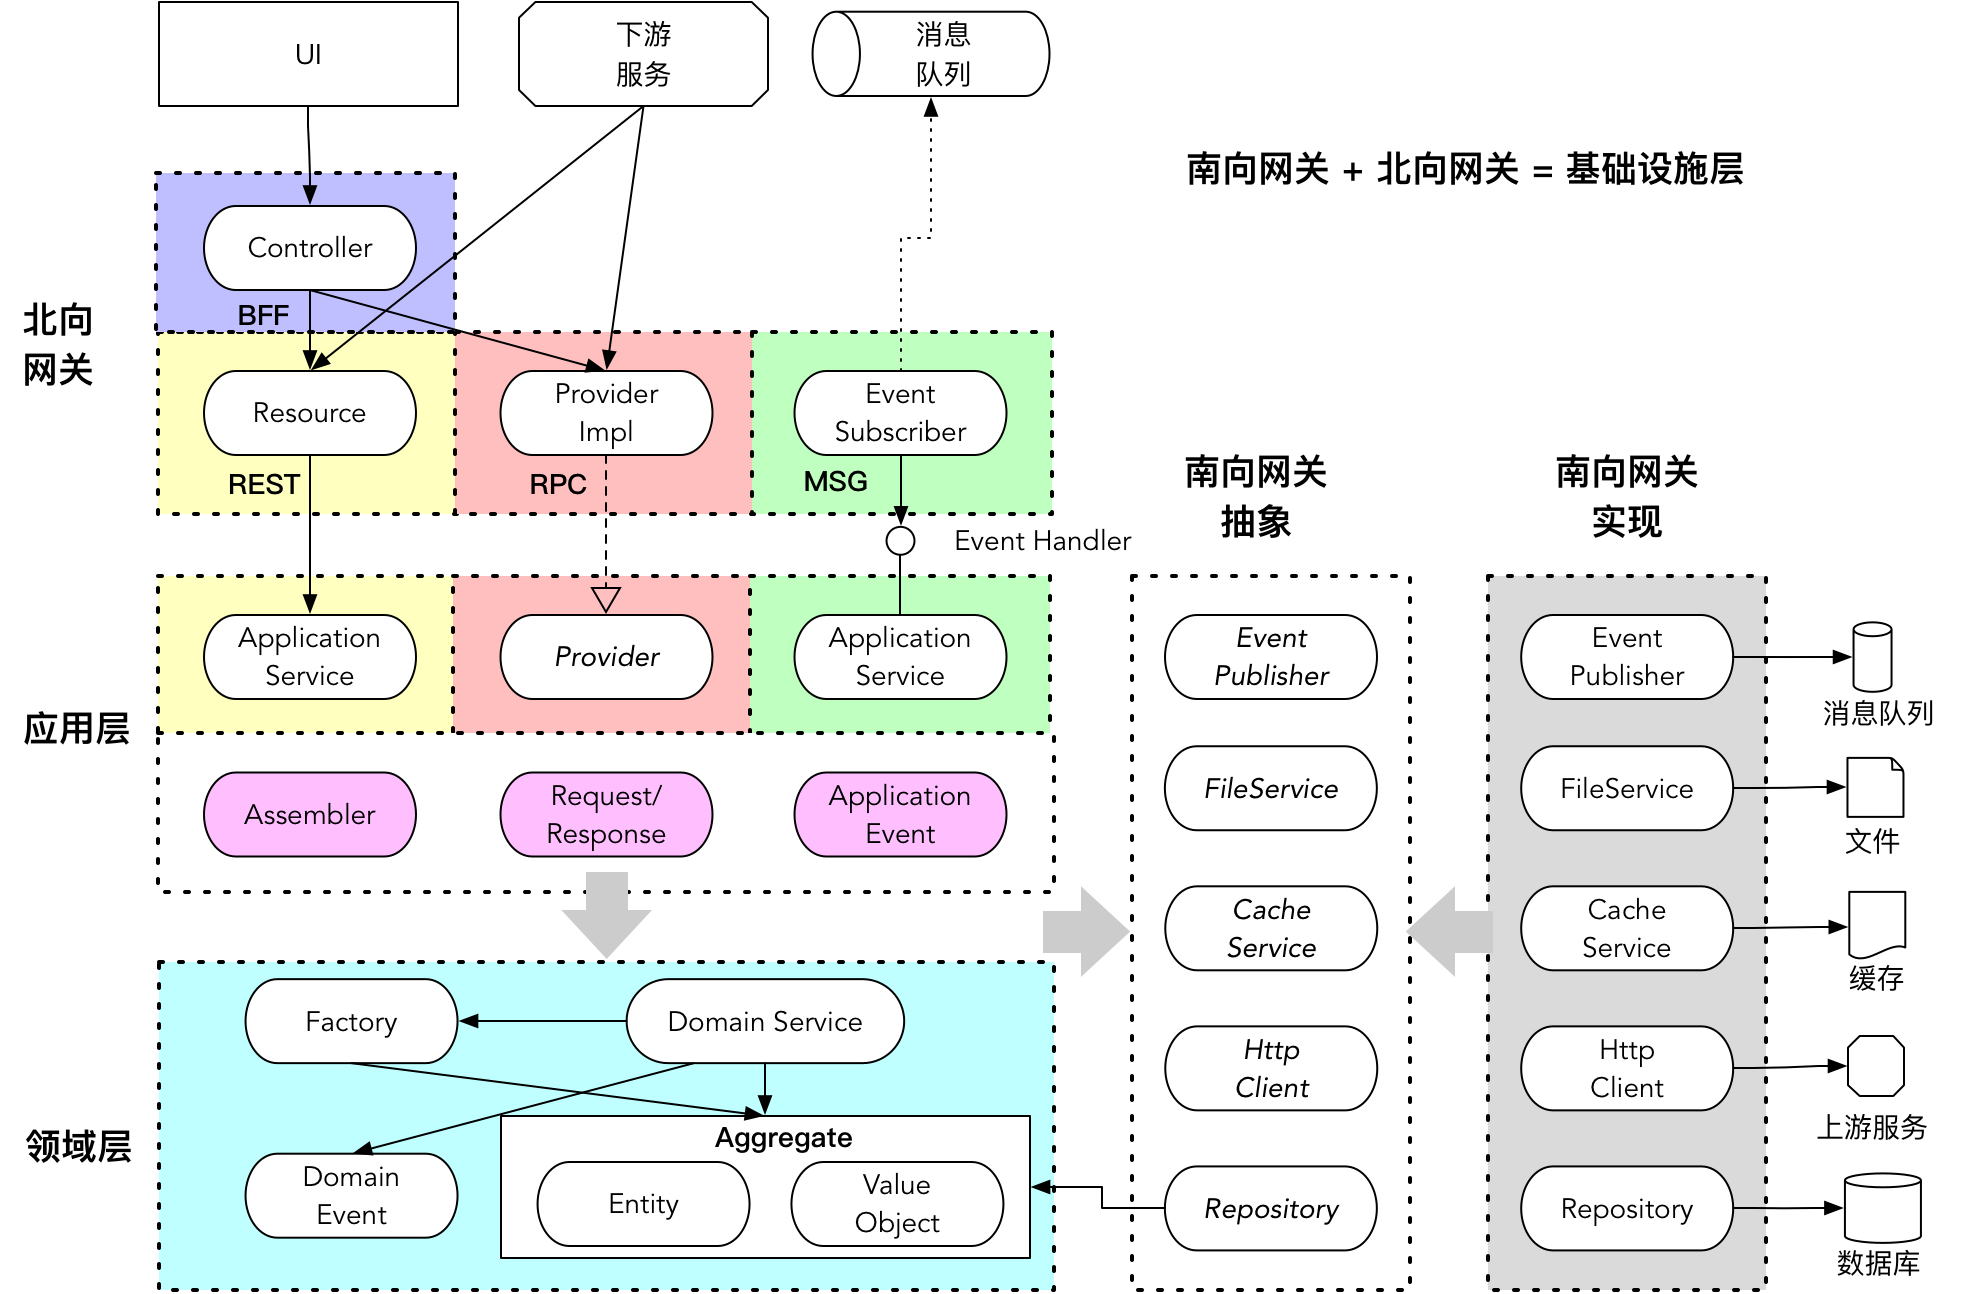 UI
下游
服务
消息
队列
南向网关 + 北向网关 = 基础设施层
Controller
BFF
北向
网关
Resource
REST
Provider
Impl
RPC
Event
Subscriber
MSG
Event Handler
南向网关
抽象
南向网关
实现
应用层
Application
Service
Provider
Application
Service
Assembler
Request/
Response
Application
Event
Event
Publisher
FileService
Cache
Service
Http
Client
Repository
Event
Publisher
消息队列
FileService
文件
Cache
Service
缓存
Http
Client
上游服务
Repository
数据库
领域层
Factory
Domain Service
Domain
Event
Aggregate
Entity
Value
Object